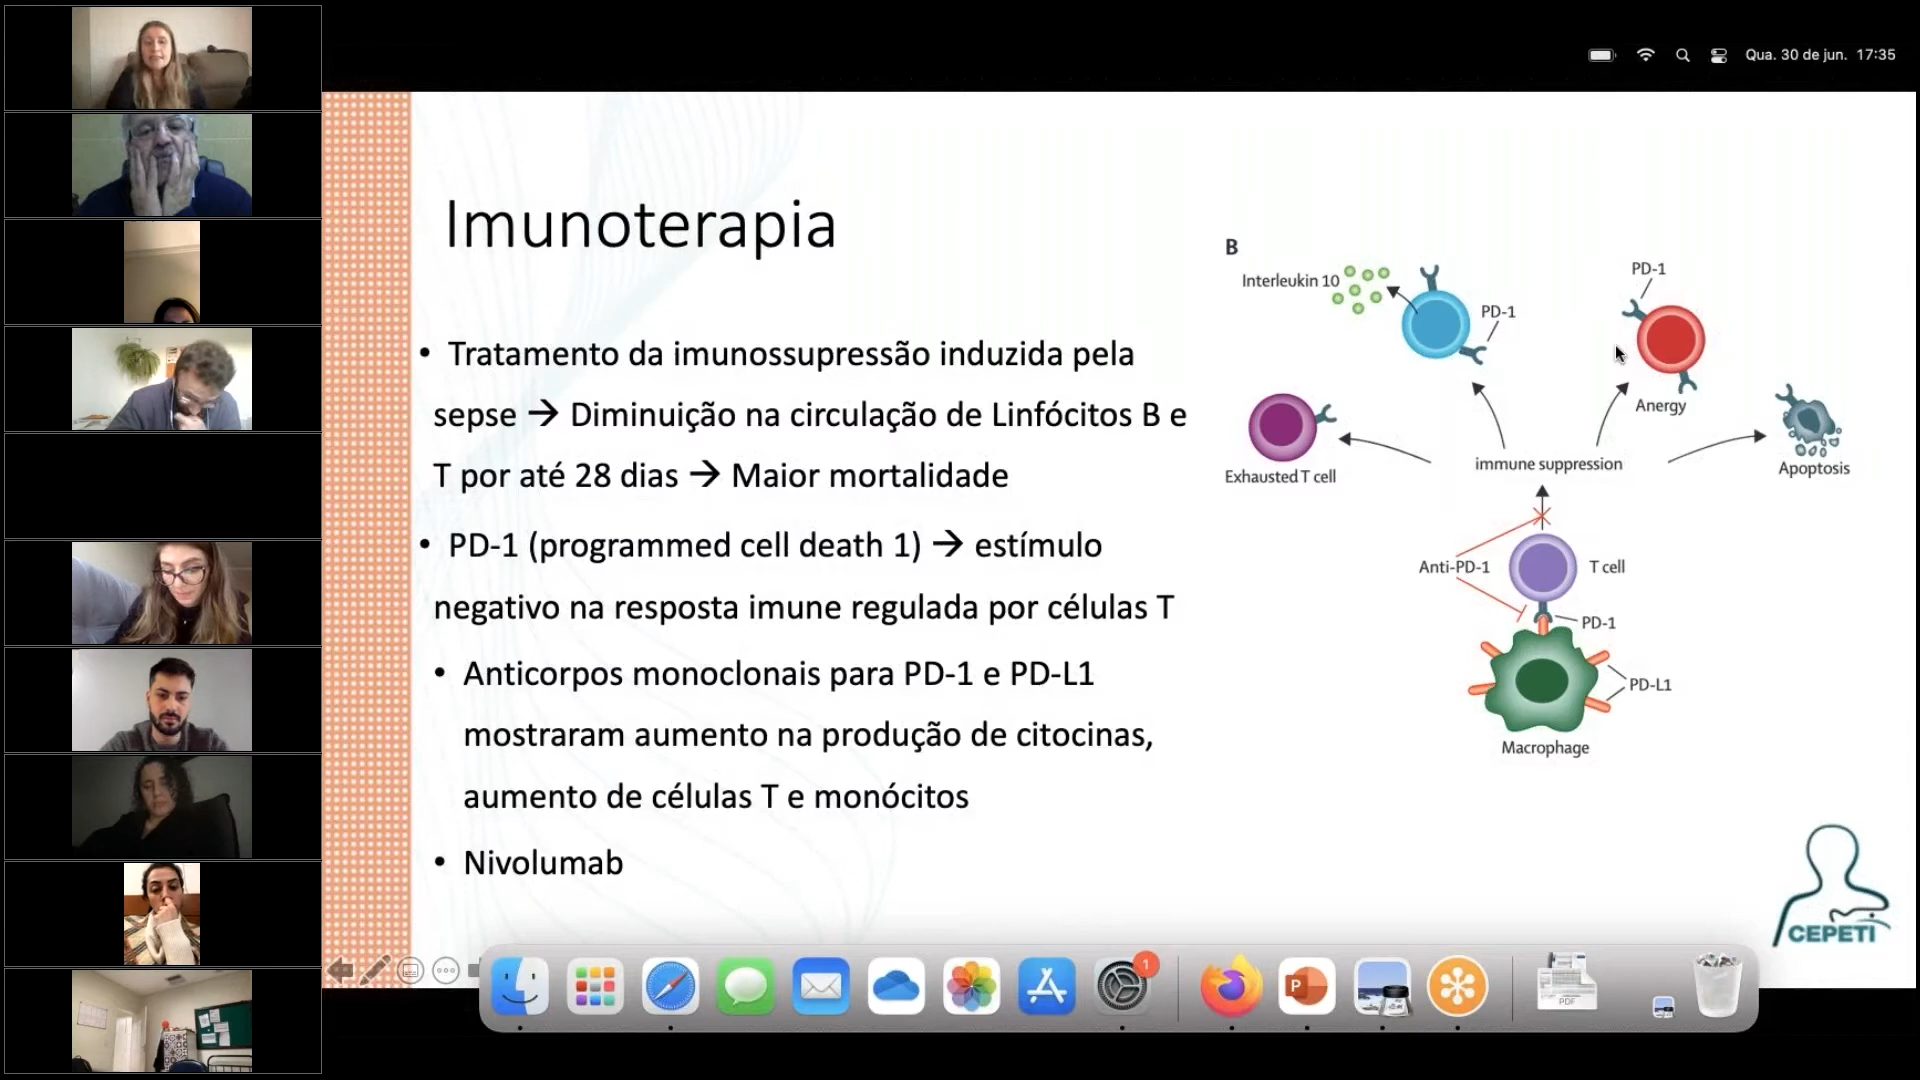 Qua. 30 de jun. 17:35
Imunoterapia
• Tratamento da imunossupressão induzida pela
sepse → Diminuição na circulação de Linfócitos B e
T por até 28 dias → Maior mortalidade
• PD-1 (programmed cell death 1) → estímulo
negativo na resposta imune regulada por células T
• Anticorpos monoclonais para PD-1 e PD-L1
mostraram aumento na produção de citocinas,
aumento de células T e monócitos
• Nivolumab
B
Interleukin 10
PD-1
PD-1
Anergy
Exhausted T cell
immune suppression
Apoptosis
Anti-PD-1
T cell
PD-1
PD-L1
Macrophage
CEPETI
1
P
PDF